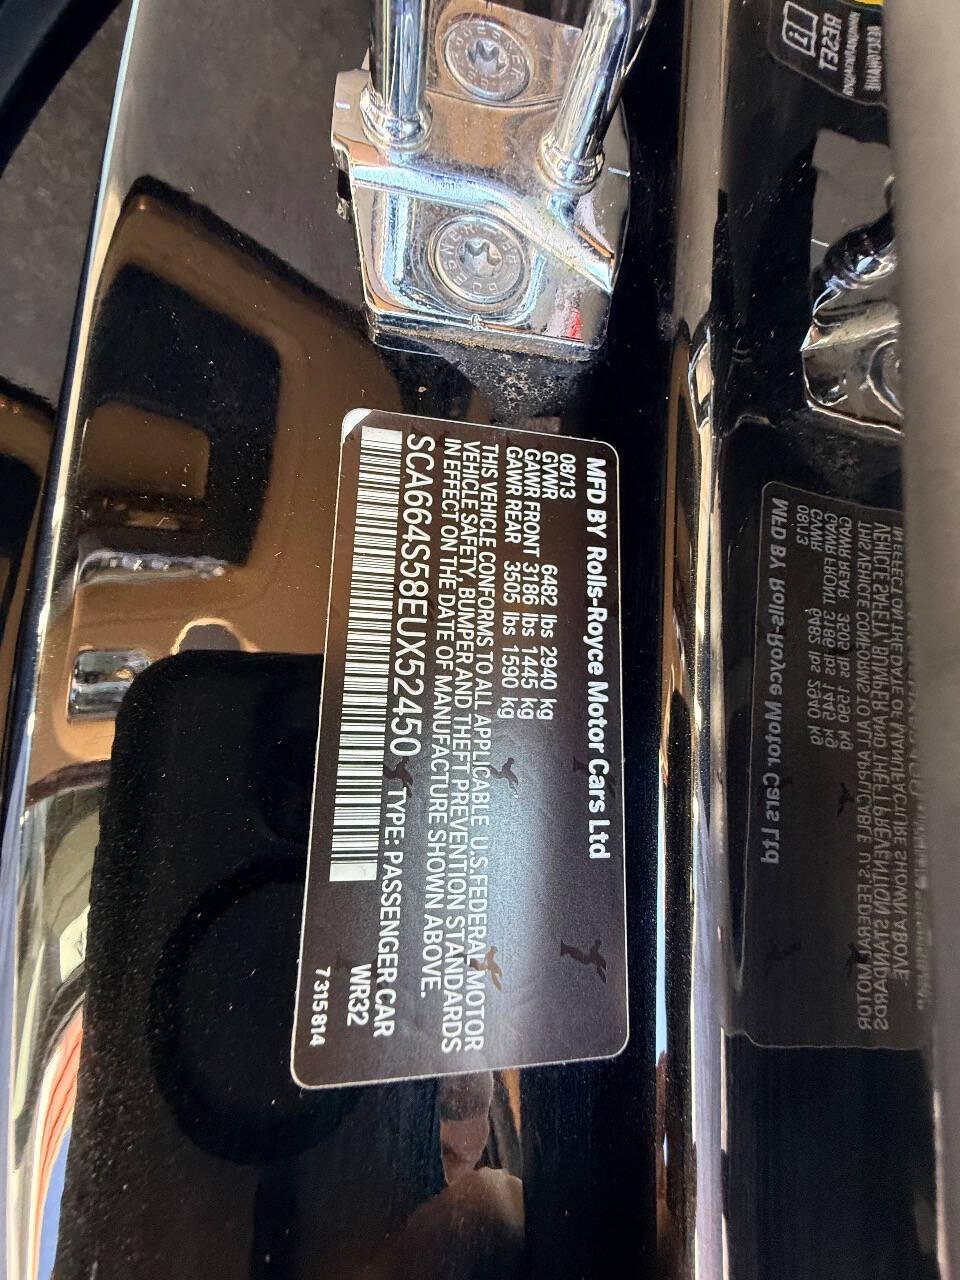 MFD BY Rolls-Royce Motor Cars Ltd
08/13
GVWR 6482 lbs 2940 kg
GAWR FRONT 3186 lbs 1445 kg
GAWR REAR 3505 lbs 1590 kg
THIS VEHICLE CONFORMS TO ALL APPLICABLE U.S.FEDERAL MOTOR
VEHICLE SAFETY, BUMPER AND THEFT PREVENTION STANDARDS
IN EFFECT ON THE DATE OF MANUFACTURE SHOWN ABOVE.
SCA664S58EUX52450 TYPE: PASSENGER CAR
WR32
7315814